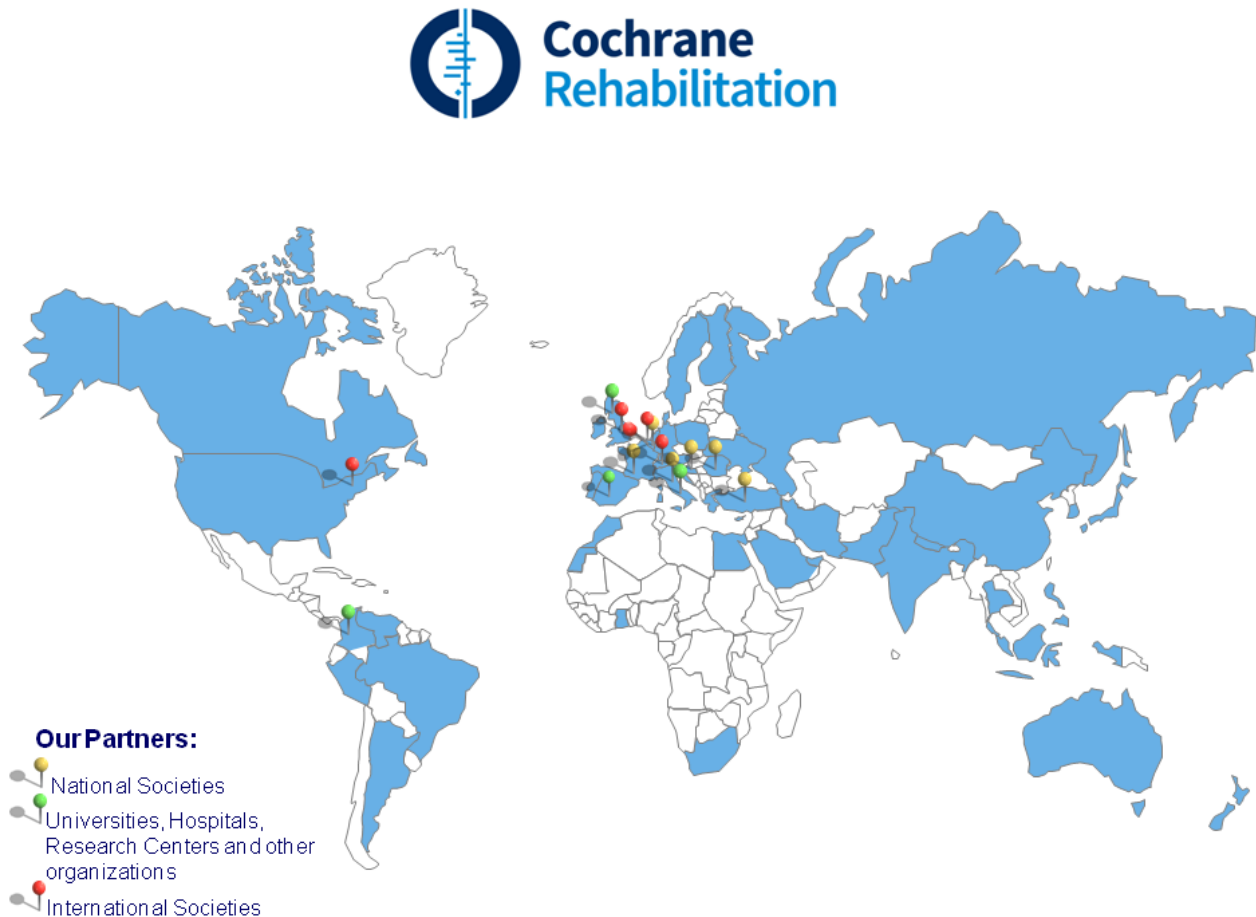 Cochrane
Rehabilitation
Our Partners:
National Societies
Universities, Hospitals,
Research Centers and other
organizations
International Societies